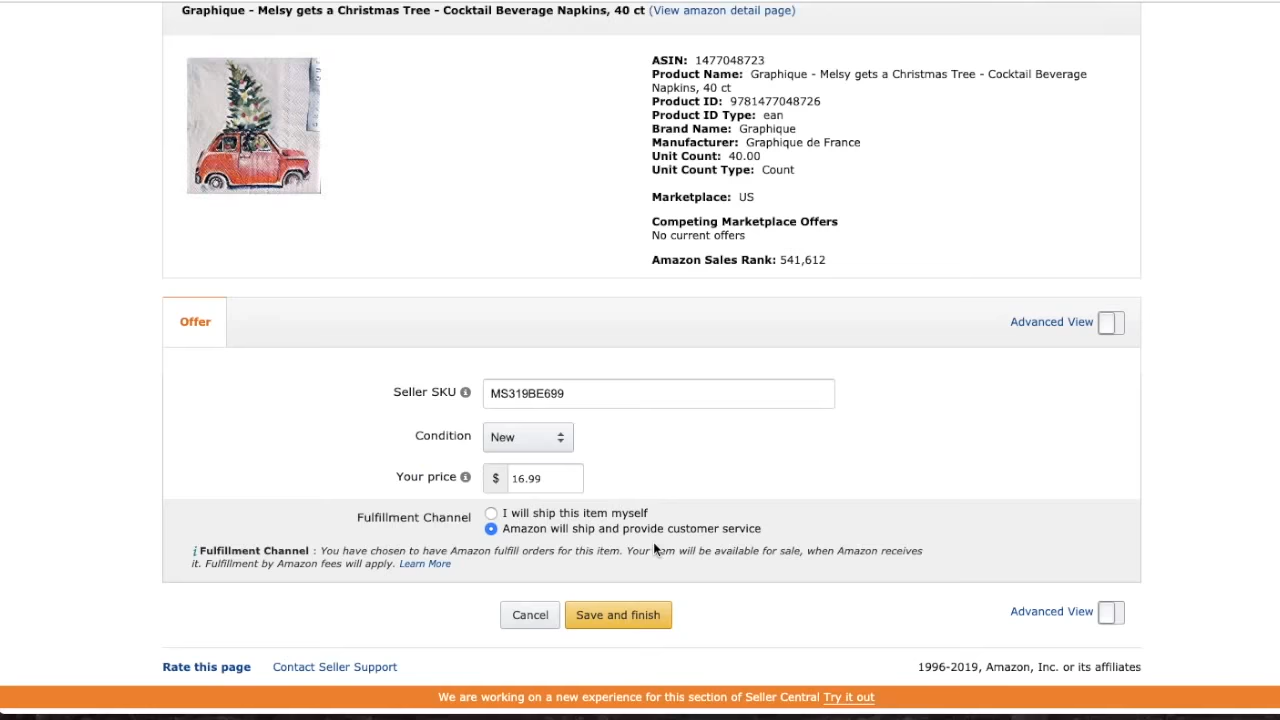 Graphique - Melsy gets a Christmas Tree - Cocktail Beverage Napkins, 40 ct (View amazon detail page)
ASIN: 1477048723
Product Name: Graphique - Melsy gets a Christmas Tree - Cocktail Beverage
Napkins, 40 ct
Product ID: 9781477048726
Product ID Type: ean
Brand Name: Graphique
Manufacturer: Graphique de France
Unit Count: 40.00
Unit Count Type: Count
Marketplace: US
Competing Marketplace Offers
No current offers
Amazon Sales Rank: 541,612
Offer
Advanced View
Seller SKU MS319BE699
Condition New
Your price $ 16.99
Fulfillment Channel I will ship this item myself
Amazon will ship and provide customer service
Fulfillment Channel : You have chosen to have Amazon fulfill orders for this item. Your item will be available for sale, when Amazon receives
it. Fulfillment by Amazon fees will apply. Learn More
Cancel Save and finish Advanced View
Rate this page Contact Seller Support 1996-2019, Amazon, Inc. or its affiliates
We are working on a new experience for this section of Seller Central Try it out